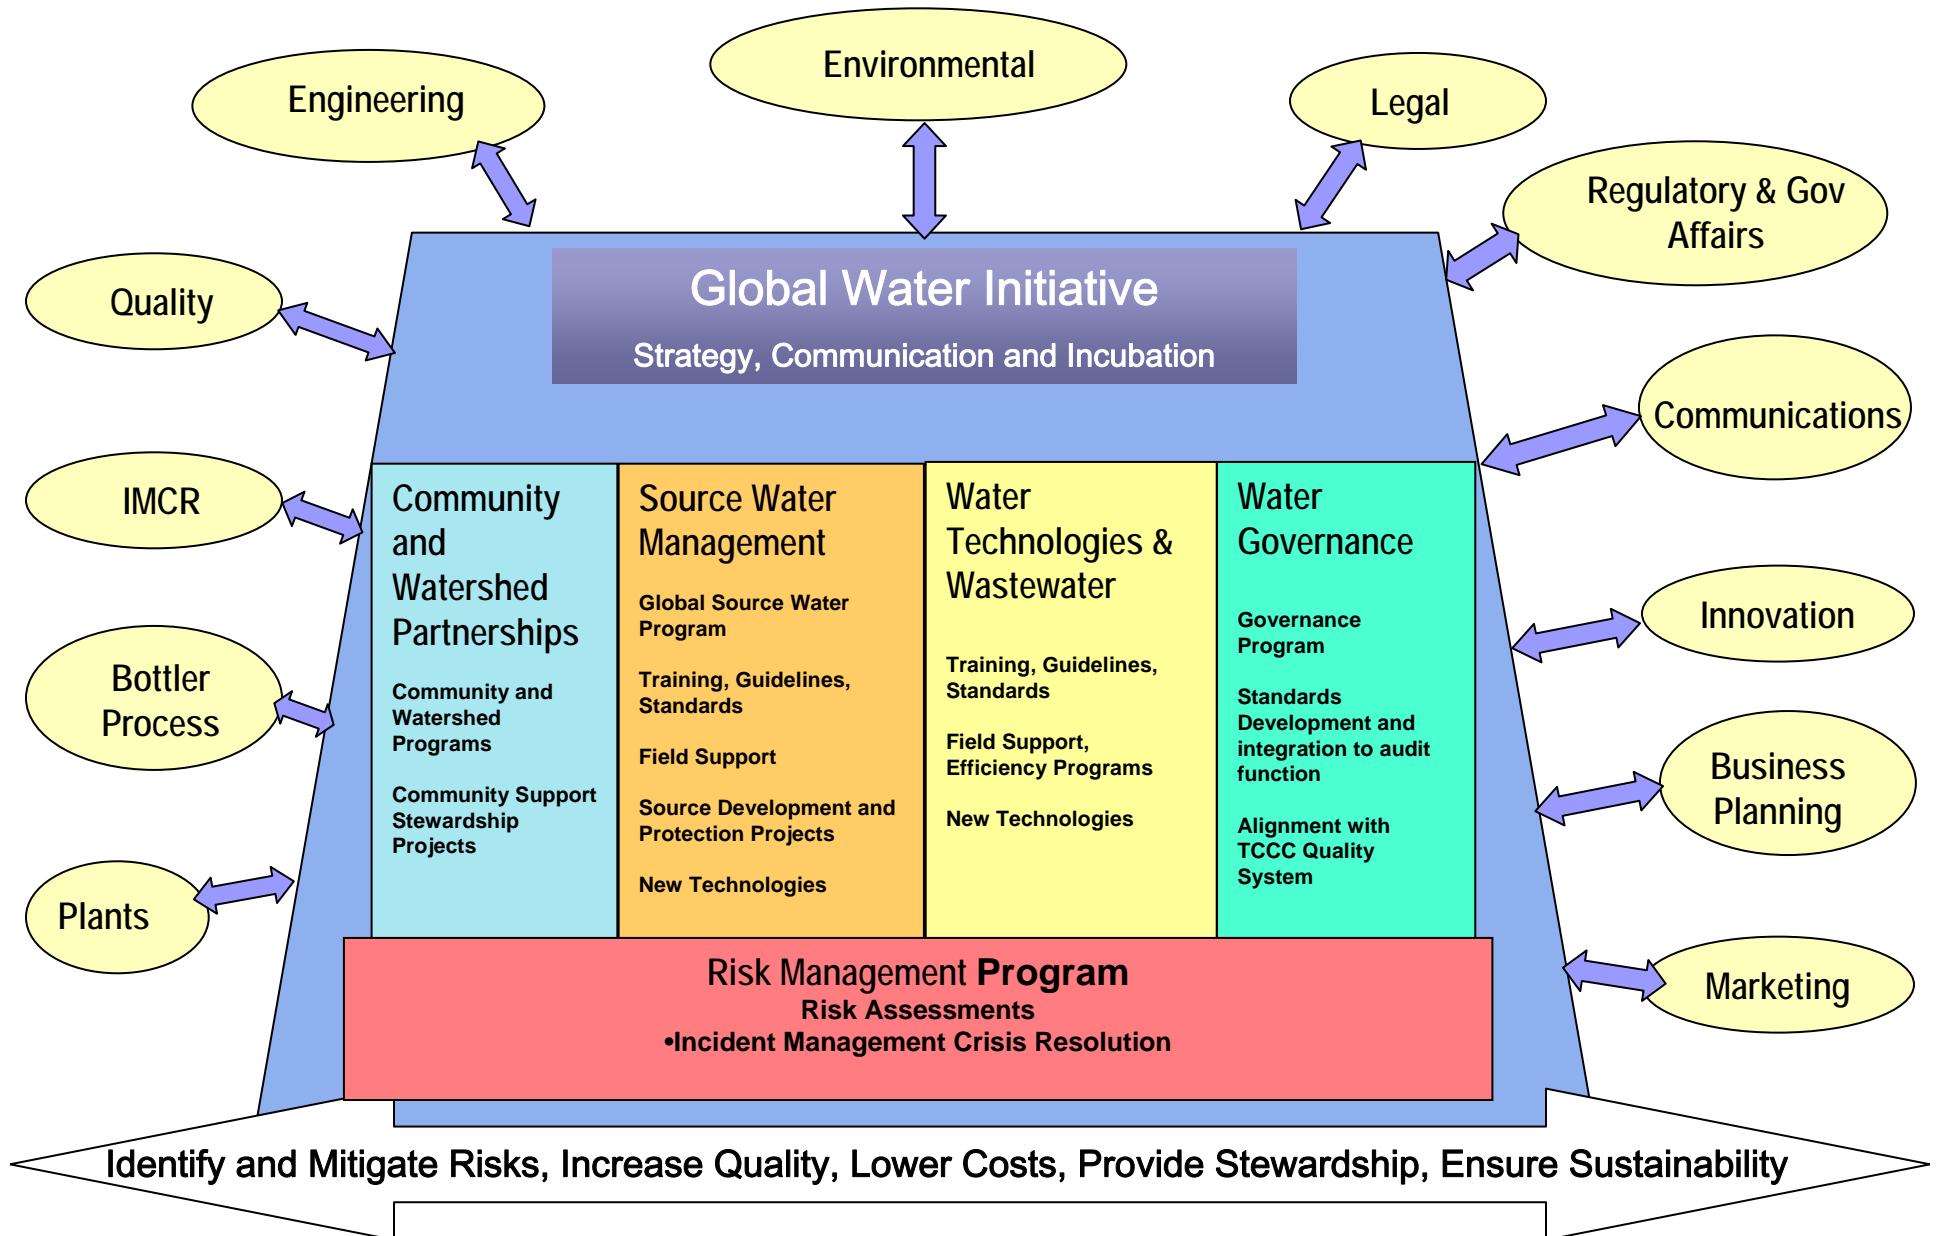 Engineering
Environmental
Legal
Regulatory & Gov
Affairs
Quality
Global Water Initiative
Strategy, Communication and Incubation
Communications
IMCR
Bottler
Process
Plants
Community
and
Watershed
Partnerships
Community and
Watershed
Programs
Community Support
Stewardship
Projects
Source Water
Management
Global Source Water
Program
Training, Guidelines,
Standards
Field Support
Source Development and
Protection Projects
New Technologies
Water
Technologies &
Wastewater
Training, Guidelines,
Standards
Field Support,
Efficiency Programs
New Technologies
Water
Governance
Governance
Program
Standards
Development and
integration to audit
function
Alignment with
TCCC Quality
System
Innovation
Business
Planning
Marketing
Risk Management Program
Risk Assessments
•Incident Management Crisis Resolution
Identify and Mitigate Risks, Increase Quality, Lower Costs, Provide Stewardship, Ensure Sustainability